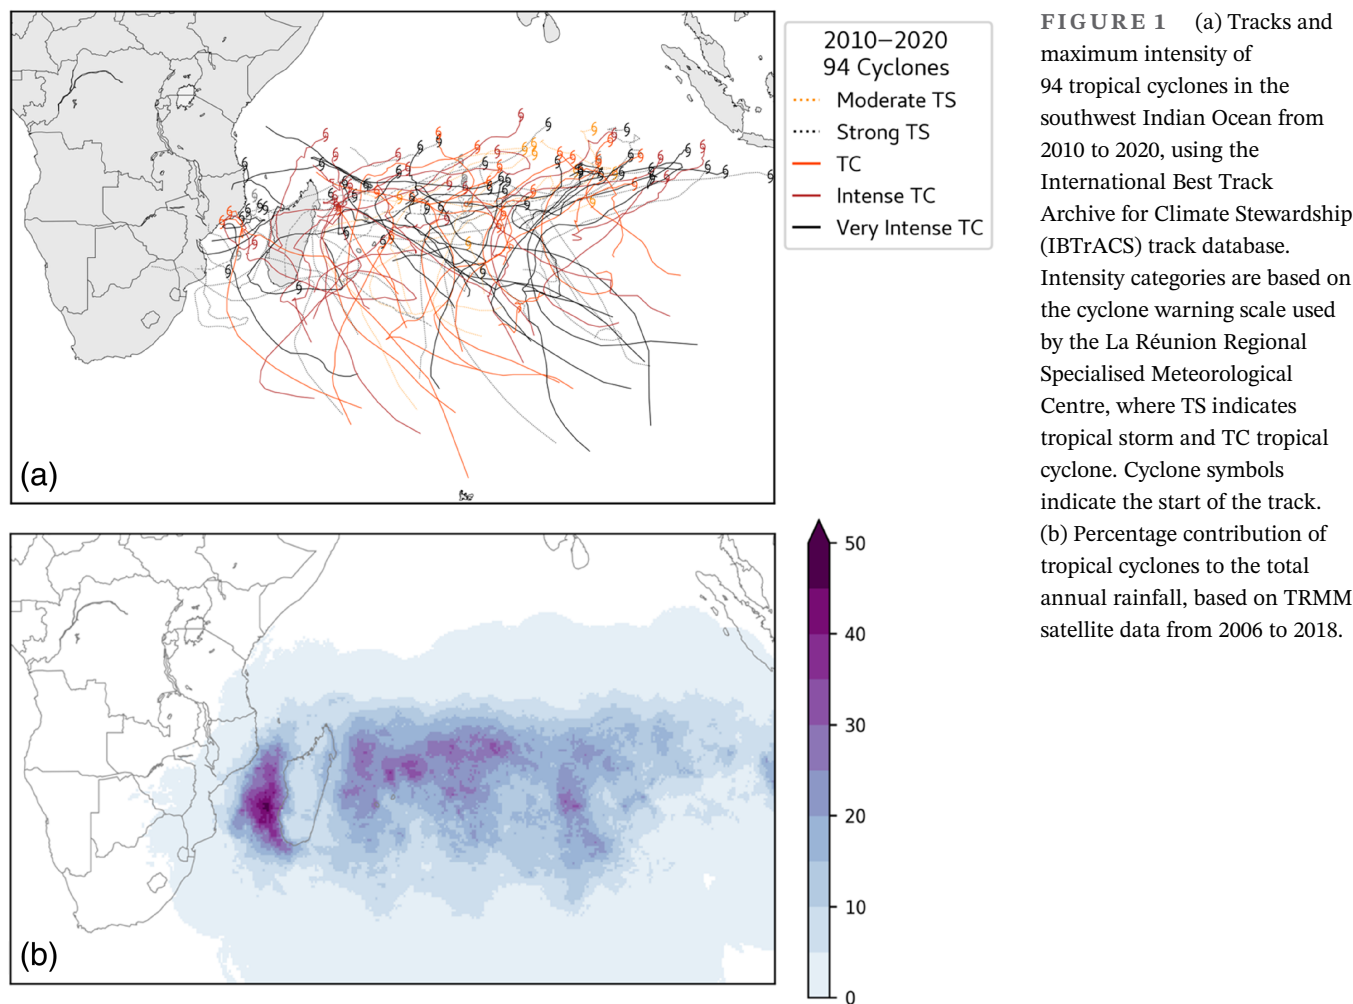 2010–2020
94 Cyclones
Moderate TS
Strong TS
TC
Intense TC
Very Intense TC
(a)
FIGURE 1 (a) Tracks and
maximum intensity of
94 tropical cyclones in the
southwest Indian Ocean from
2010 to 2020, using the
International Best Track
Archive for Climate Stewardship
(IBTrACS) track database.
Intensity categories are based on
the cyclone warning scale used
by the La Réunion Regional
Specialised Meteorological
Centre, where TS indicates
tropical storm and TC tropical
cyclone. Cyclone symbols
indicate the start of the track.
(b) Percentage contribution of
tropical cyclones to the total
annual rainfall, based on TRMM
satellite data from 2006 to 2018.
(b)
50
40
30
20
10
0